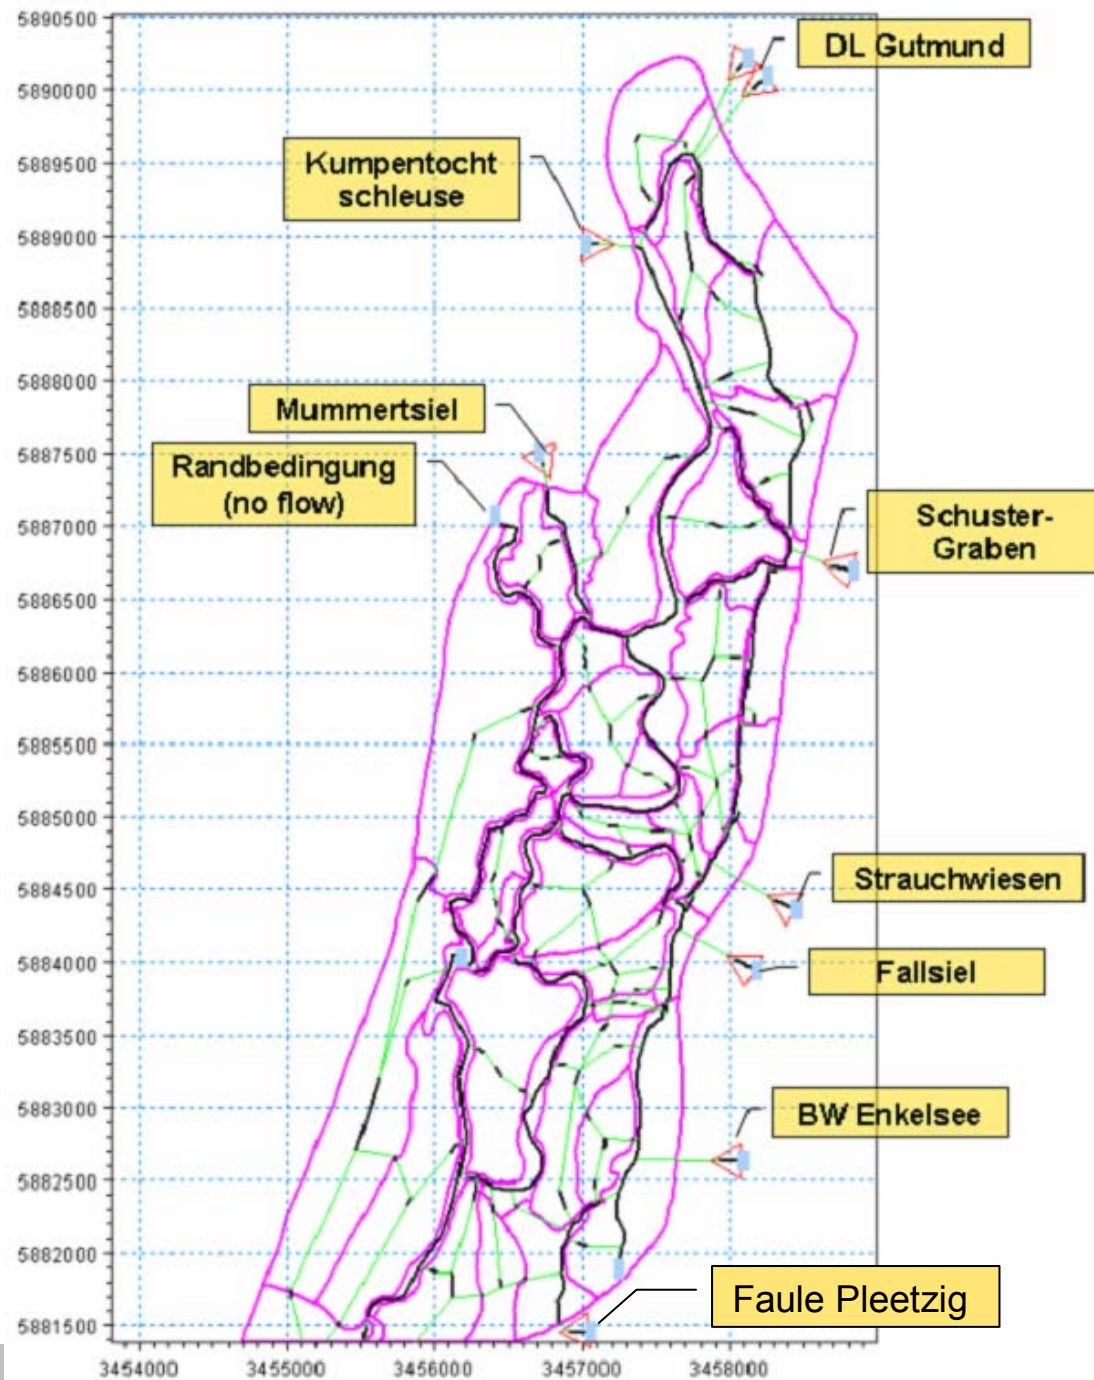 5890500
DL Gutmund
5890000
5889500
Kumpentocht
schleuse
5889000
5888500
5888000
Mummertsiel
5887500
Randbedingung
(no flow)
5887000
Schuster-
Graben
5886500
5886000
5885500
5885000
5884500
Strauchwiesen
5884000
Fallsiel
5883500
5883000
BW Enkelsee
5882500
5882000
Faule Pleetzig
5881500
3454000 3455000 3456000 3457000 3458000